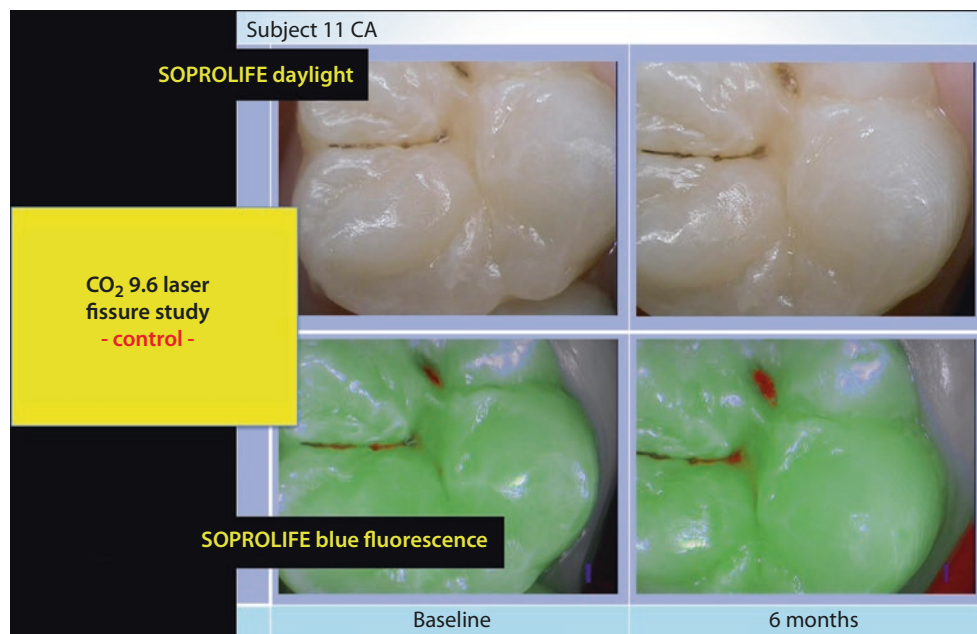 Subject 11 CA
SOPROLIFE daylight
CO₂ 9.6 laser
fissure study
- control -
SOPROLIFE blue fluorescence
Baseline
6 months